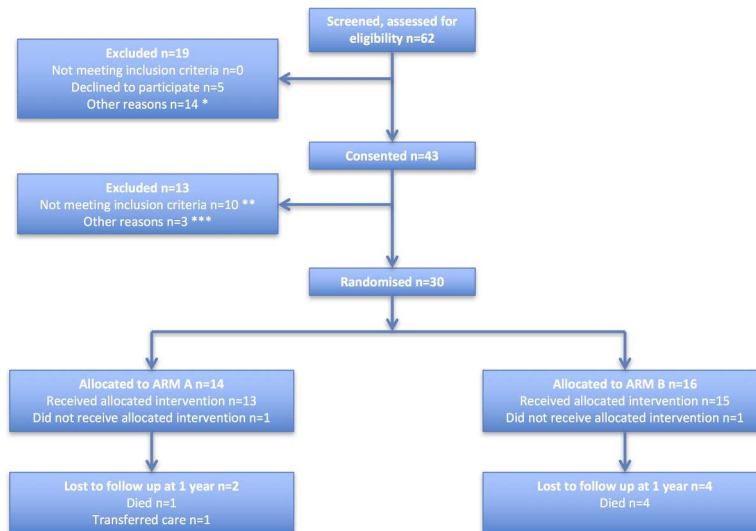 Screened, assessed for
eligibility n=62
Excluded n=19
Not meeting inclusion criteria n=0
Declined to participate n=5
Other reasons n=14 *
Consented n=43
Excluded n=13
Not meeting inclusion criteria n=10 **
Other reasons n=3 ***
Randomised n=30
Allocated to ARM A n=14
Received allocated intervention n=13
Did not receive allocated intervention n=1
Allocated to ARM B n=16
Received allocated intervention n=15
Did not receive allocated intervention n=1
Lost to follow up at 1 year n=2
Died n=1
Transferred care n=1
Lost to follow up at 1 year n=4
Died n=4